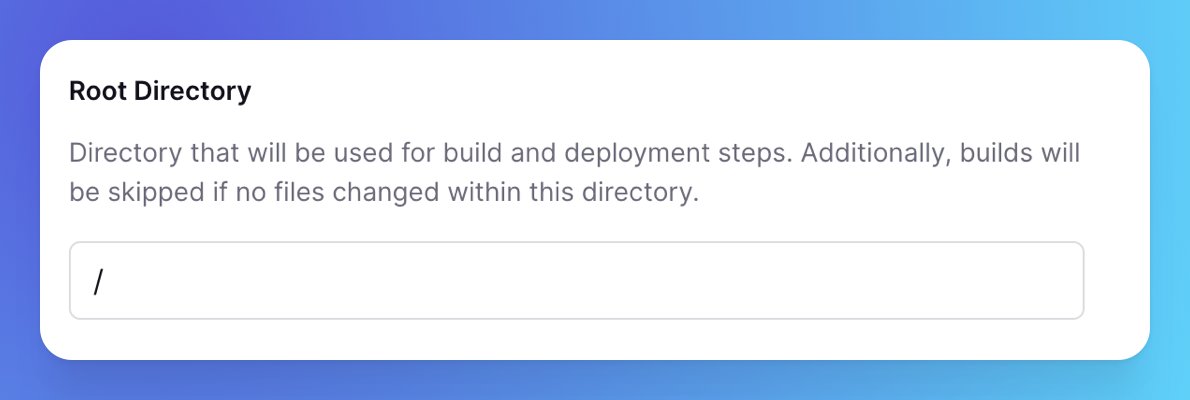 Root Directory
Directory that will be used for build and deployment steps. Additionally, builds will
be skipped if no files changed within this directory.
/